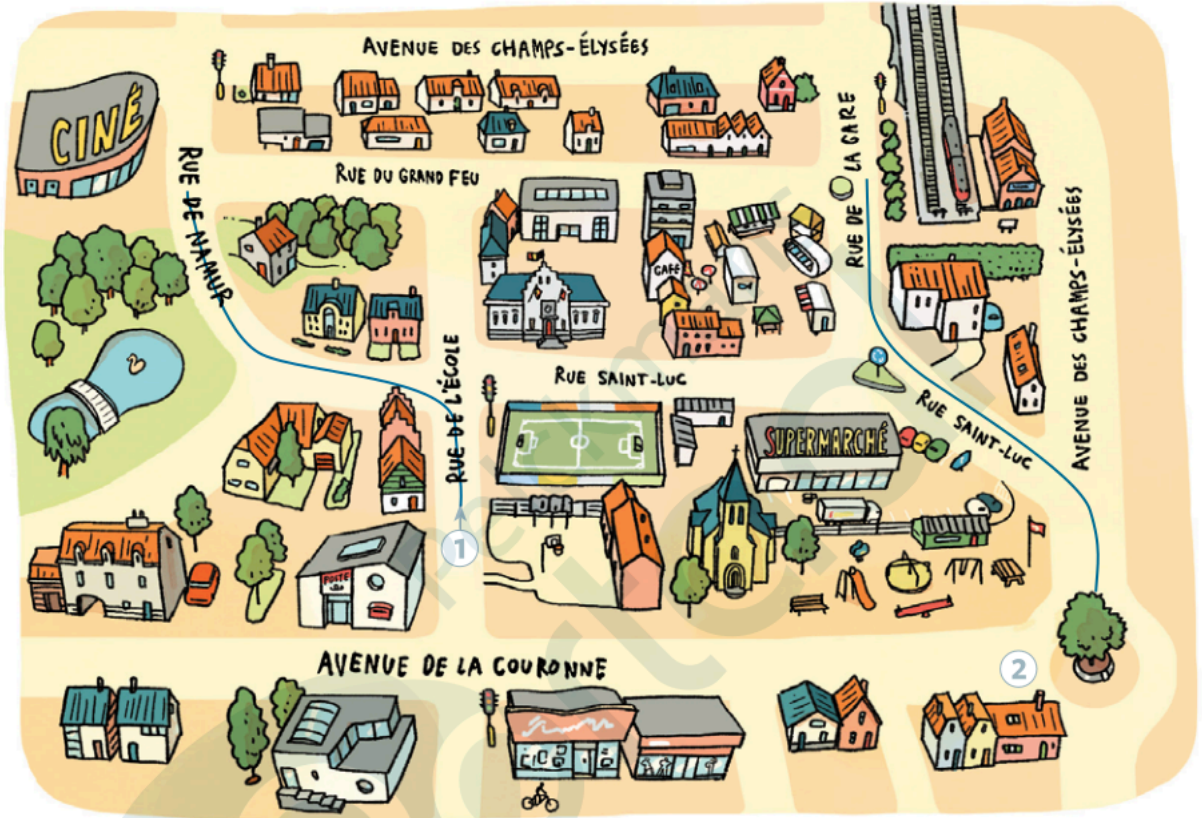 AVENUE DES CHAMPS-ÉLYSÉES
CINÉ
RUE DE LA GARE
RUE DE NAMUR
RUE DU GRAND FEU
AVENUE DES CHAMPS-ÉLYSÉES
CAFÉ
RUE DE L'ÉCOLE
RUE SAINT-LUC
RUE SAINT-LUC
SUPERMARCHÉ
1
POSTE
AVENUE DE LA COURONNE
2